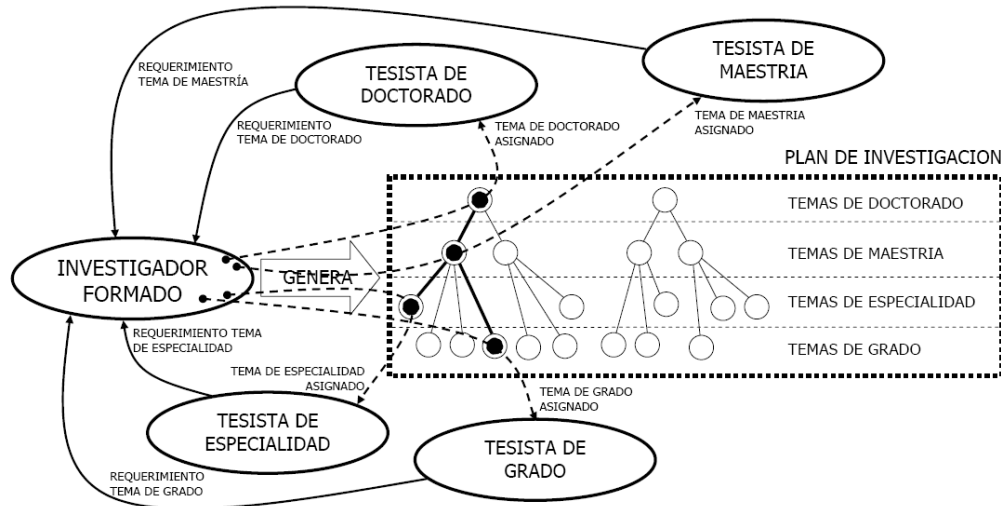 TESISTA DE
MAESTRIA
REQUERIMIENTO
TEMA DE MAESTRÍA
TESISTA DE
DOCTORADO
REQUERIMIENTO
TEMA DE DOCTORADO
TEMA DE DOCTORADO
ASIGNADO
TEMA DE MAESTRIA
ASIGNADO
PLAN DE INVESTIGACION
TEMAS DE DOCTORADO
TEMAS DE MAESTRIA
TEMAS DE ESPECIALIDAD
TEMAS DE GRADO
INVESTIGADOR
FORMADO
GENERA
REQUERIMIENTO TEMA
DE ESPECIALIDAD
TEMA DE ESPECIALIDAD
ASIGNADO
TEMA DE GRADO
ASIGNADO
TESISTA DE
ESPECIALIDAD
TESISTA DE
GRADO
REQUERIMIENTO
TEMA DE GRADO